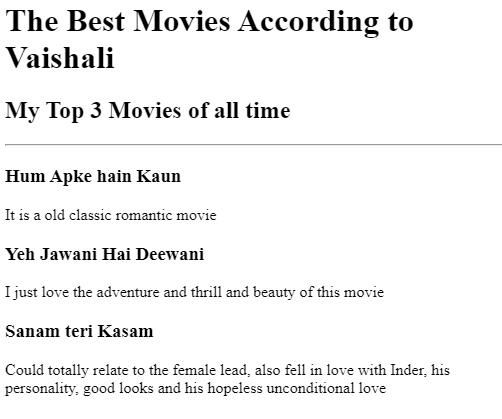 The Best Movies According to
Vaishali
My Top 3 Movies of all time
Hum Apke hain Kaun
It is a old classic romantic movie
Yeh Jawani Hai Deewani
I just love the adventure and thrill and beauty of this movie
Sanam teri Kasam
Could totally relate to the female lead, also fell in love with Inder, his
personality, good looks and his hopeless unconditional love